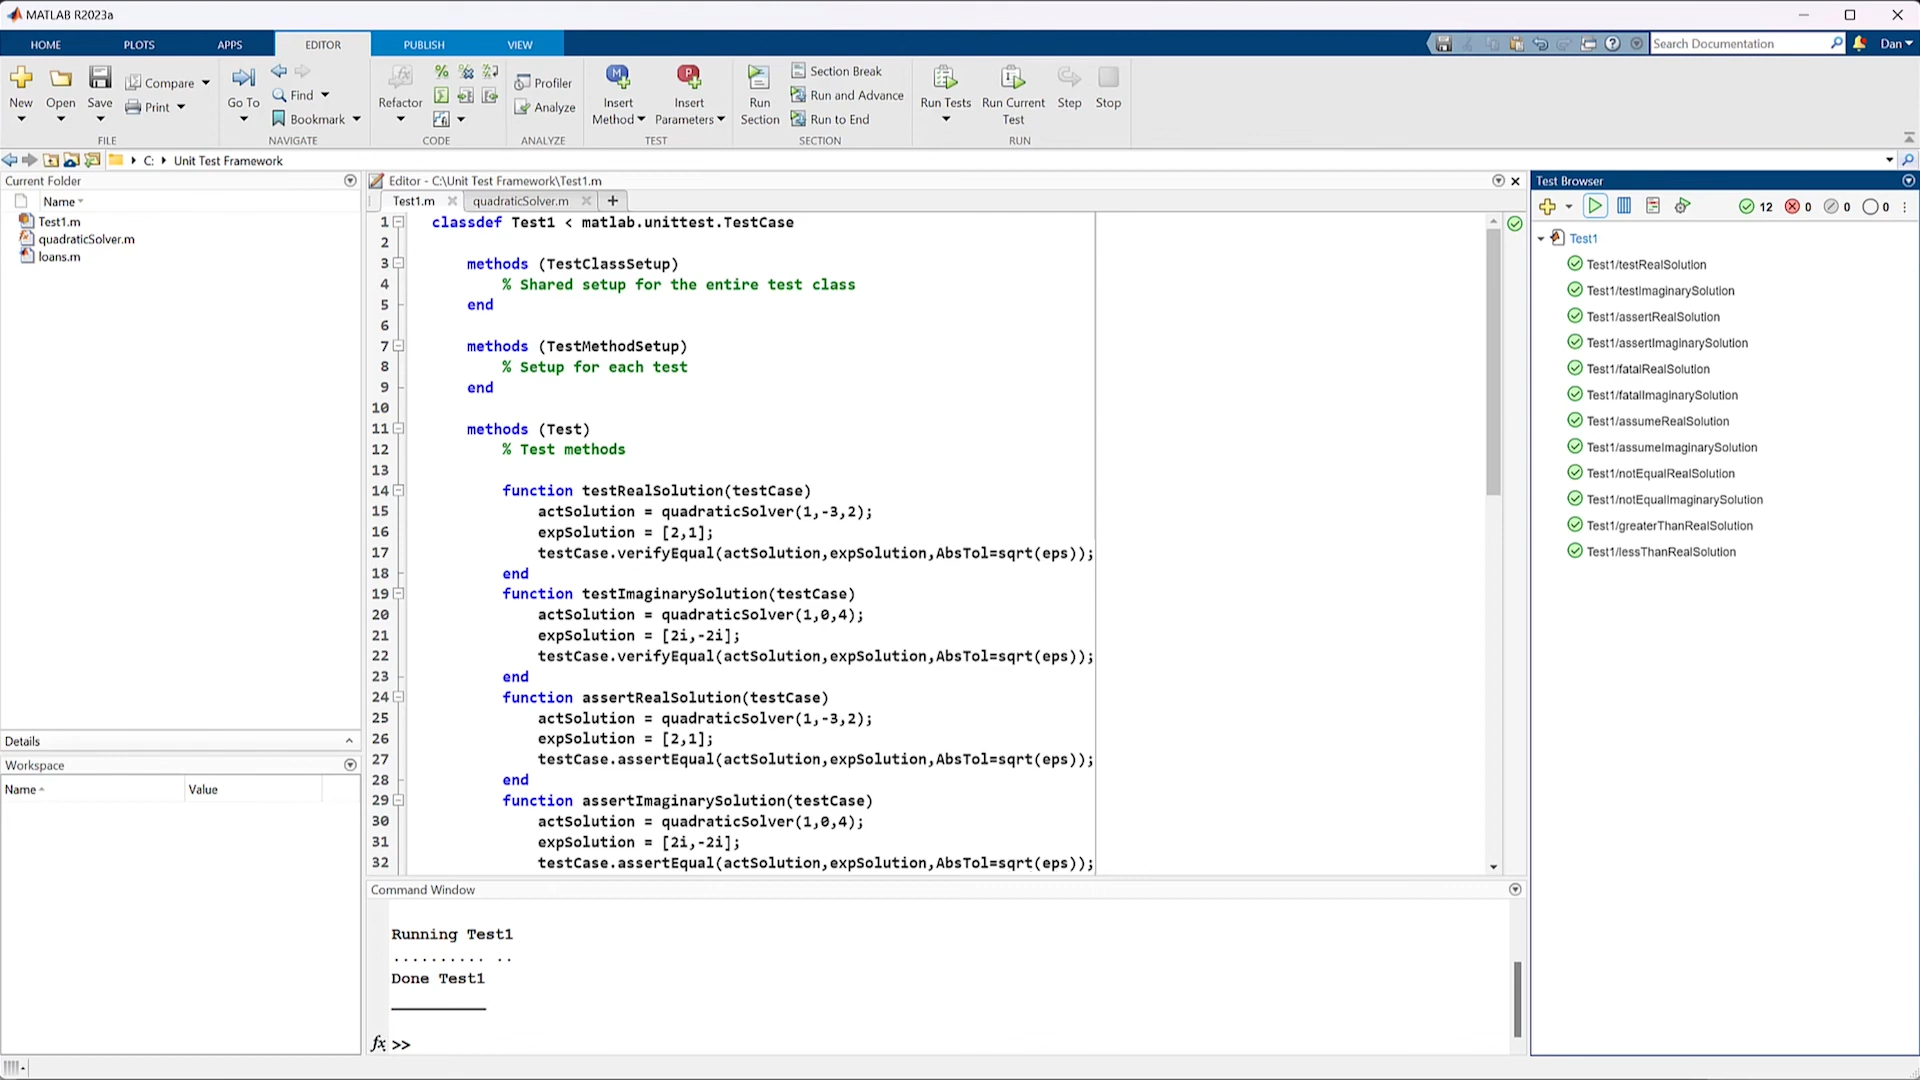 MATLAB R2023a
HOME PLOTS APPS EDITOR PUBLISH VIEW
Search Documentation
Dan
New Open Save
Compare
Print
FILE
Go To
Find
Bookmark
NAVIGATE
Refactor
CODE
Profiler
Analyze
ANALYZE
Insert Method
Insert Parameters
TEST
Run Section
Section Break
Run and Advance
Run to End
SECTION
Run Tests
Run Current Test
Step
Stop
RUN
C: Unit Test Framework
Current Folder
Name
Test1.m
quadraticSolver.m
loans.m
Details
Workspace
Name Value
Editor - C:\Unit Test Framework\Test1.m
Test1.m quadraticSolver.m
1 classdef Test1 < matlab.unittest.TestCase
2
3 methods (TestClassSetup)
4 % Shared setup for the entire test class
5 end
6
7 methods (TestMethodSetup)
8 % Setup for each test
9 end
10
11 methods (Test)
12 % Test methods
13
14 function testRealSolution(testCase)
15 actSolution = quadraticSolver(1,-3,2);
16 expSolution = [2,1];
17 testCase.verifyEqual(actSolution,expSolution,AbsTol=sqrt(eps));
18 end
19 function testImaginarySolution(testCase)
20 actSolution = quadraticSolver(1,0,4);
21 expSolution = [2i,-2i];
22 testCase.verifyEqual(actSolution,expSolution,AbsTol=sqrt(eps));
23 end
24 function assertRealSolution(testCase)
25 actSolution = quadraticSolver(1,-3,2);
26 expSolution = [2,1];
27 testCase.assertEqual(actSolution,expSolution,AbsTol=sqrt(eps));
28 end
29 function assertImaginarySolution(testCase)
30 actSolution = quadraticSolver(1,0,4);
31 expSolution = [2i,-2i];
32 testCase.assertEqual(actSolution,expSolution,AbsTol=sqrt(eps));
Command Window
Running Test1
.......... ..
Done Test1
__________
fx >>
Test Browser
12 0 0 0
Test1
Test1/testRealSolution
Test1/testImaginarySolution
Test1/assertRealSolution
Test1/assertImaginarySolution
Test1/fatalRealSolution
Test1/fatalImaginarySolution
Test1/assumeRealSolution
Test1/assumeImaginarySolution
Test1/notEqualRealSolution
Test1/notEqualImaginarySolution
Test1/greaterThanRealSolution
Test1/lessThanRealSolution